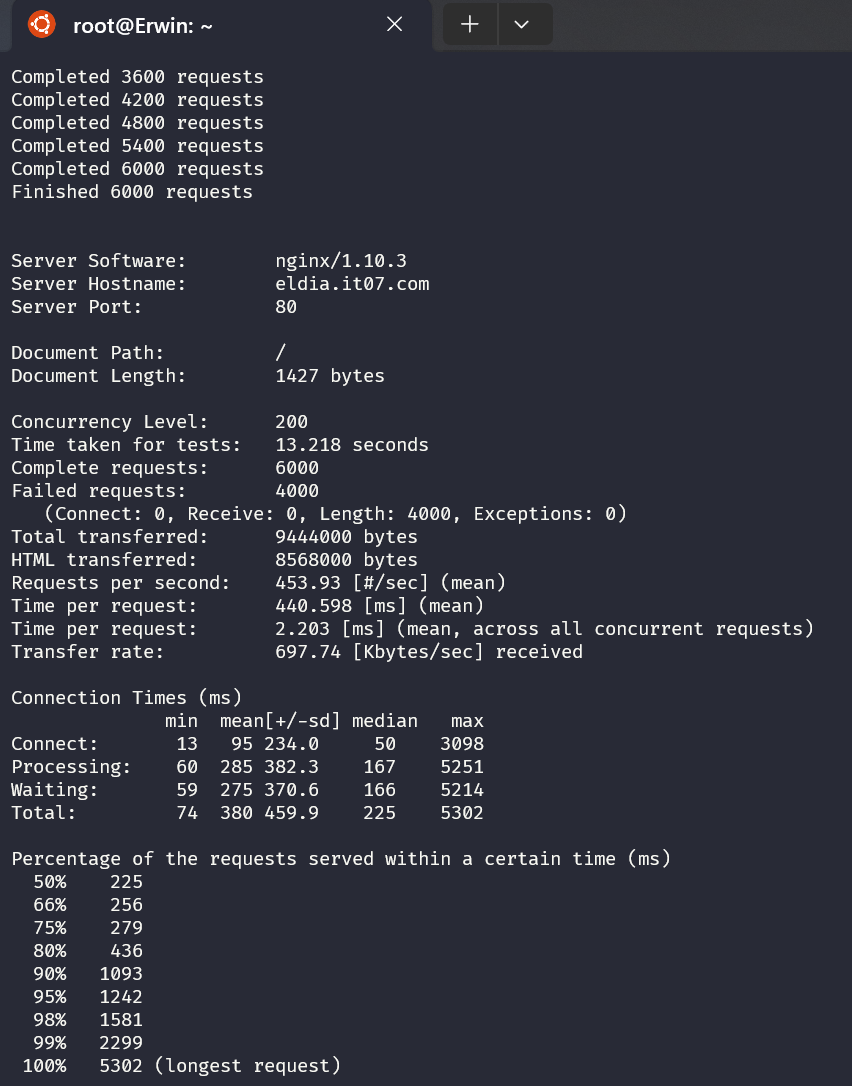 root@Erwin: ~
Completed 3600 requests
Completed 4200 requests
Completed 4800 requests
Completed 5400 requests
Completed 6000 requests
Finished 6000 requests
Server Software:        nginx/1.10.3
Server Hostname:        eldia.it07.com
Server Port:            80
Document Path:          /
Document Length:        1427 bytes
Concurrency Level:      200
Time taken for tests:   13.218 seconds
Complete requests:      6000
Failed requests:        4000
   (Connect: 0, Receive: 0, Length: 4000, Exceptions: 0)
Total transferred:      9444000 bytes
HTML transferred:       8568000 bytes
Requests per second:    453.93 [#/sec] (mean)
Time per request:       440.598 [ms] (mean)
Time per request:       2.203 [ms] (mean, across all concurrent requests)
Transfer rate:          697.74 [Kbytes/sec] received
Connection Times (ms)
              min  mean[+/-sd] median   max
Connect:       13   95 234.0     50    3098
Processing:    60  285 382.3    167    5251
Waiting:       59  275 370.6    166    5214
Total:         74  380 459.9    225    5302
Percentage of the requests served within a certain time (ms)
  50%    225
  66%    256
  75%    279
  80%    436
  90%   1093
  95%   1242
  98%   1581
  99%   2299
 100%   5302 (longest request)